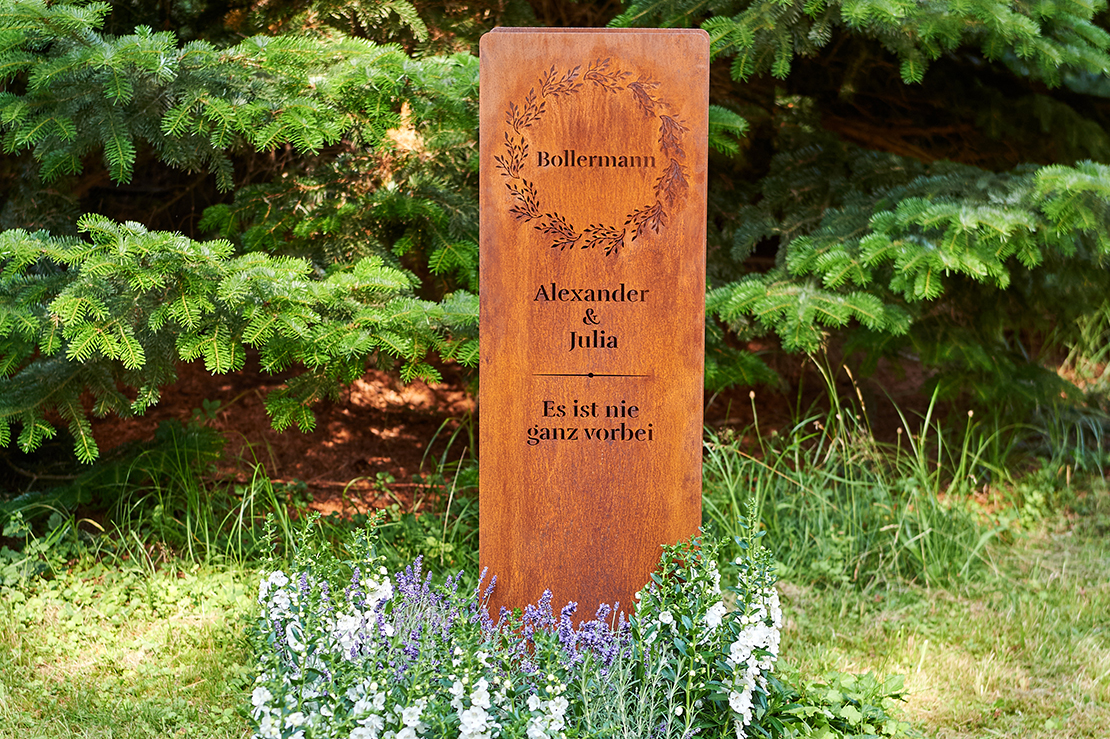 Bollermann
Alexander
&
Julia
Es ist nie
ganz vorbei